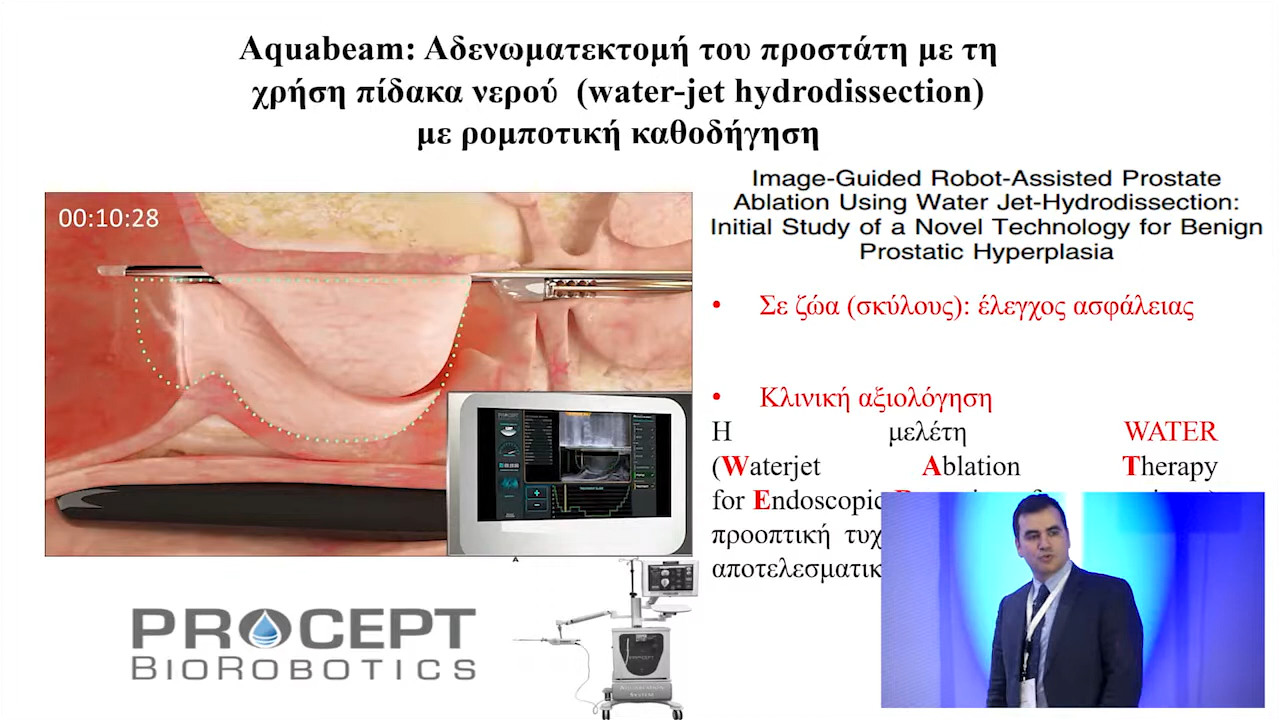 Aquabeam: Αδενωματεκτομή του προστάτη με τη
χρήση πίδακα νερού (water-jet hydrodissection)
με ρομποτική καθοδήγηση
00:10:28
Image-Guided Robot-Assisted Prostate
Ablation Using Water Jet-Hydrodissection:
Initial Study of a Novel Technology for Benign
Prostatic Hyperplasia
• Σε ζώα (σκύλους): έλεγχος ασφάλειας
• Κλινική αξιολόγηση
Η μελέτη WATER
(Waterjet Ablation Therapy
for Endoscopic
προοπτική τυχ
αποτελεσματικ
A
PROCEPT
BIOROBOTICS
PROCEPT